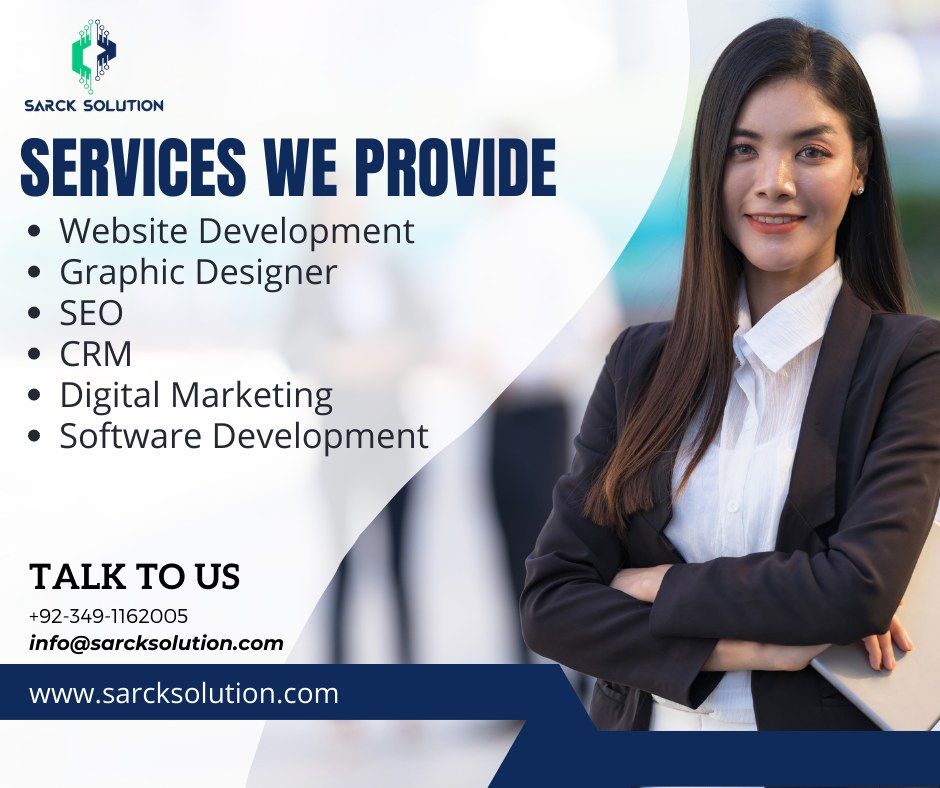 SARCK SOLUTION
SERVICES WE PROVIDE
• Website Development
• Graphic Designer
• SEO
• CRM
• Digital Marketing
• Software Development
TALK TO US
+92-349-1162005
info@sarcksolution.com
www.sarcksolution.com